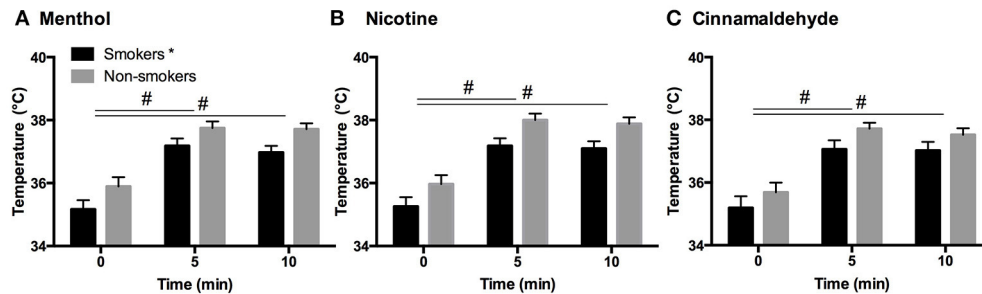 A Menthol
Smokers *
Non-smokers
Temperature (°C)
40
38
36
34
# #
0 5 10
Time (min)
B Nicotine
Temperature (°C)
40
38
36
34
# #
0 5 10
Time (min)
C Cinnamaldehyde
Temperature (°C)
40
38
36
34
# #
0 5 10
Time (min)